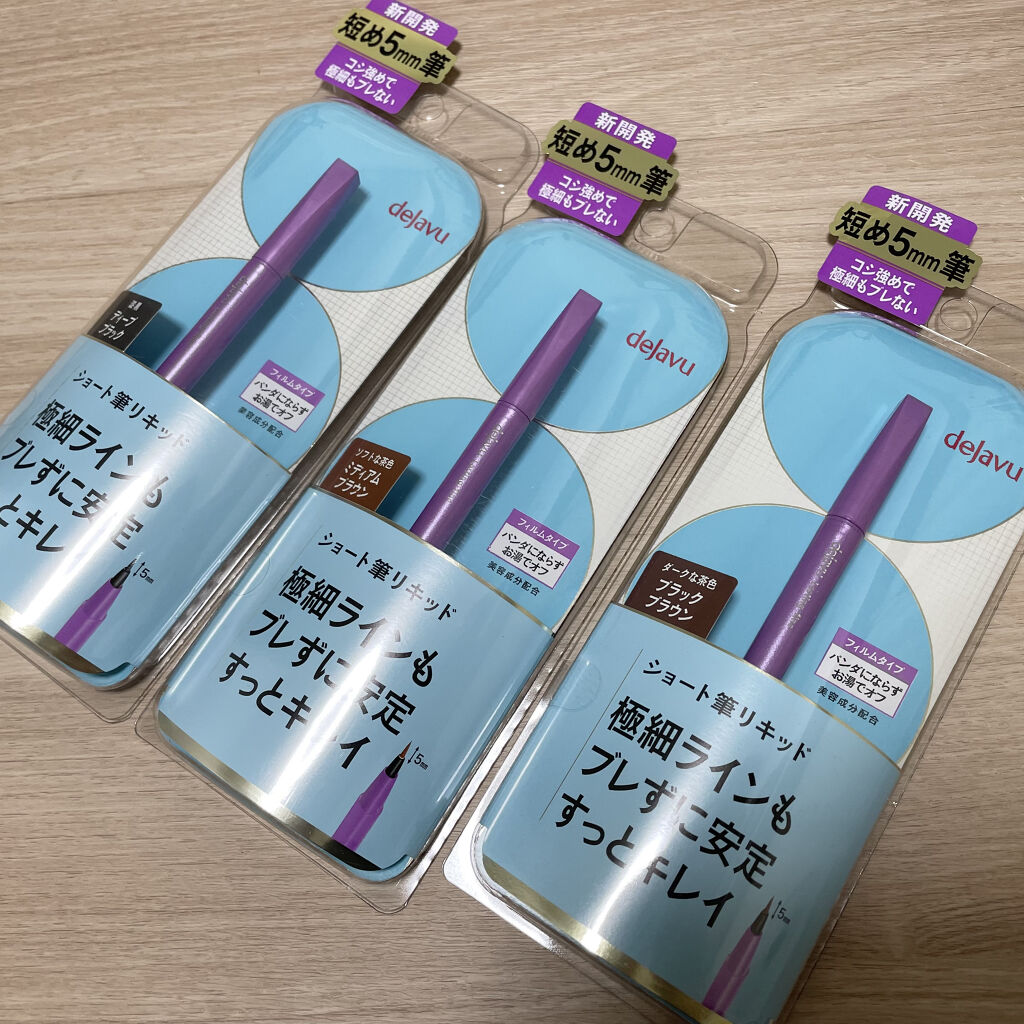 新開発
短め5mm筆
コシ強めで
極細もブレない
dejavu
漆黒
ディープ
ブラック
フィルムタイプ
パンダにならず
お湯でオフ
美容成分配合
ショート筆リキッド
極細ラインも
ブレずに安定
とキレ
5mm
新開発
短め5mm筆
コシ強めで
極細もブレない
dejavu
ソフトな茶色
ミディアム
ブラウン
フィルムタイプ
パンダにならず
お湯でオフ
美容成分配合
ショート筆リキッド
極細ラインも
ブレずに安定
すっとキレイ
5mm
新開発
短め5mm筆
コシ強めで
極細もブレない
dejavu
ダークな茶色
ブラック
ブラウン
フィルムタイプ
パンダにならず
お湯でオフ
美容成分配合
ショート筆リキッド
極細ラインも
ブレずに安定
すっとキレイ
5mm